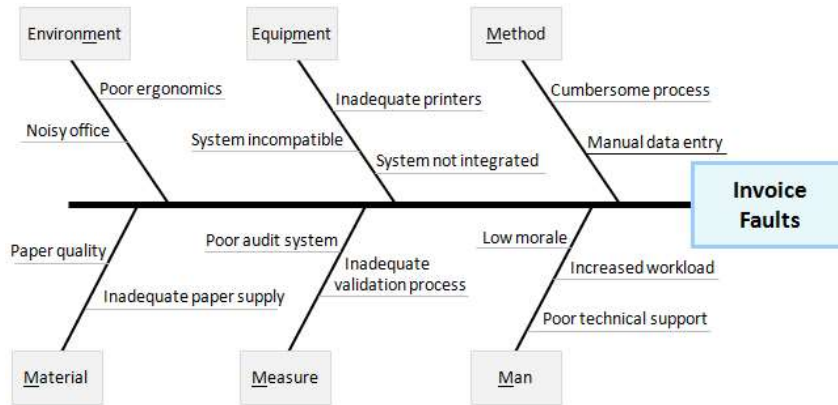 Environment
Equipment
Method
Poor ergonomics
Noisy office
Inadequate printers
System incompatible
System not integrated
Cumbersome process
Manual data entry
Invoice
Faults
Paper quality
Inadequate paper supply
Poor audit system
Inadequate
validation process
Low morale
Increased workload
Poor technical support
Material
Measure
Man